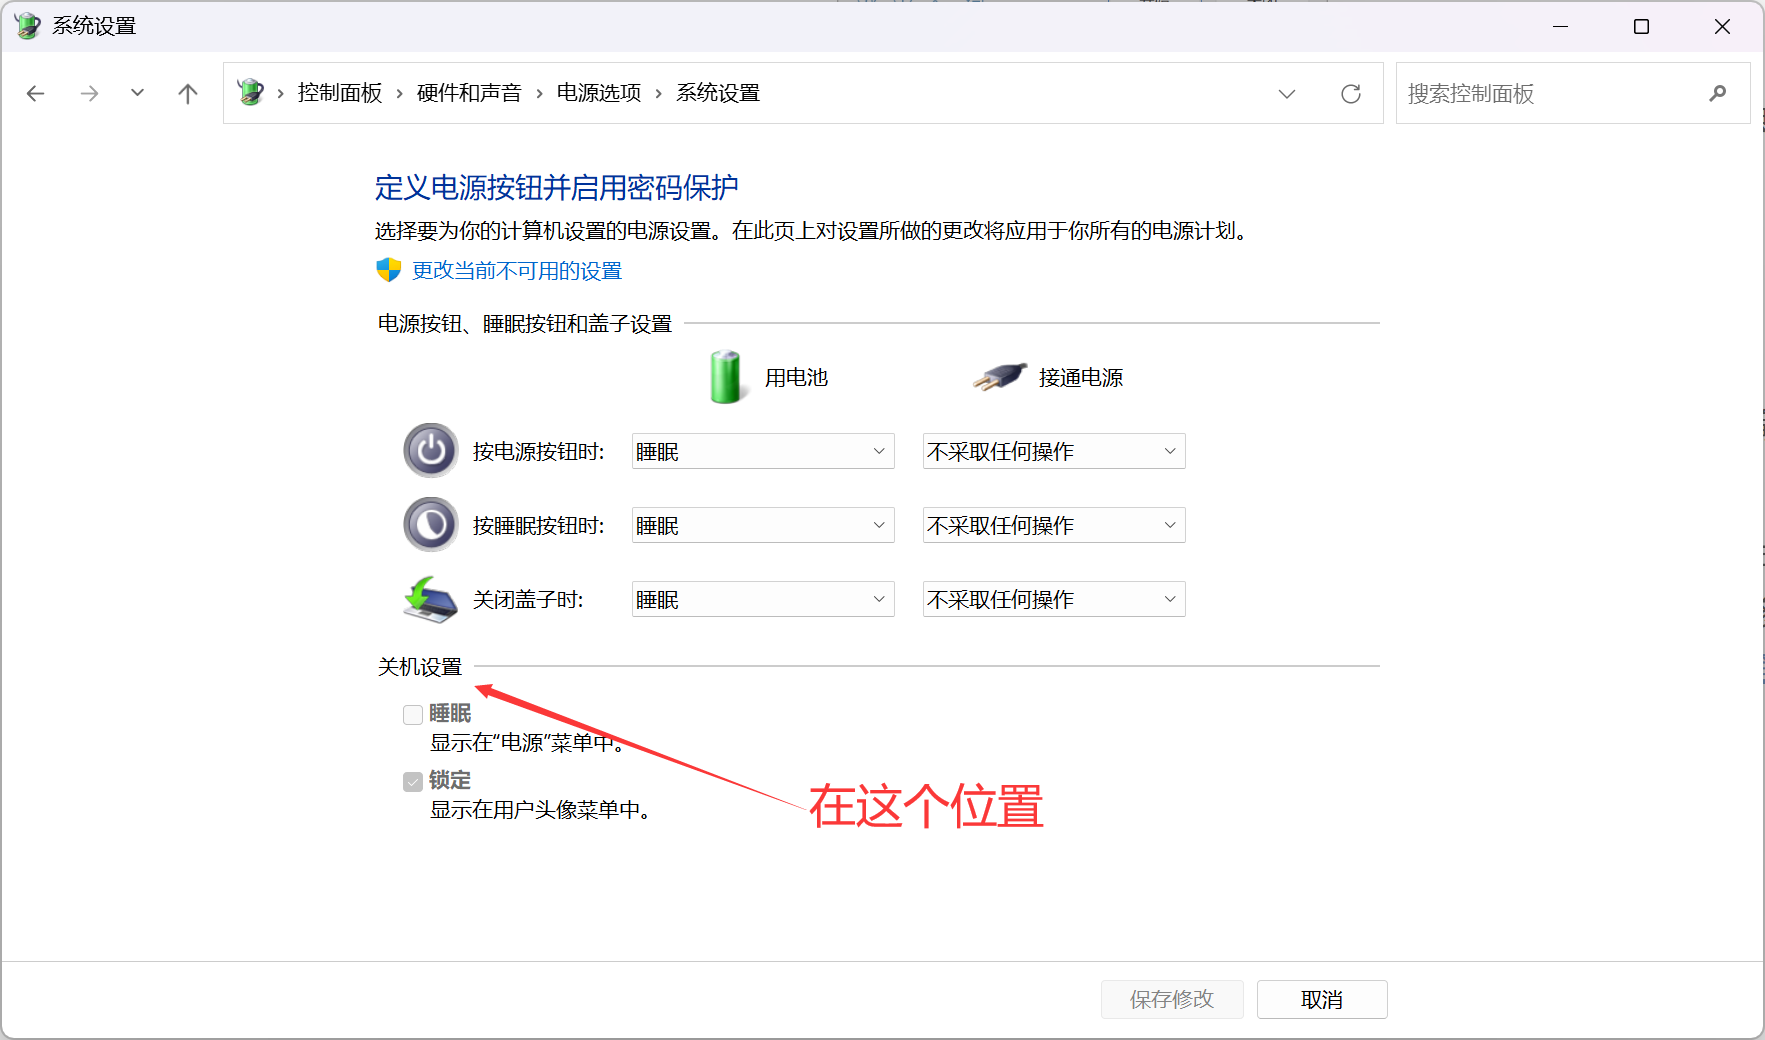 系统设置
控制面板 › 硬件和声音 › 电源选项 › 系统设置
搜索控制面板
定义电源按钮并启用密码保护
选择要为你的计算机设置的电源设置。在此页上对设置所做的更改将应用于你所有的电源计划。
更改当前不可用的设置
电源按钮、睡眠按钮和盖子设置
用电池 接通电源
按电源按钮时: 睡眠 不采取任何操作
按睡眠按钮时: 睡眠 不采取任何操作
关闭盖子时: 睡眠 不采取任何操作
关机设置
睡眠
显示在“电源”菜单中。
锁定
显示在用户头像菜单中。
在这个位置
保存修改 取消